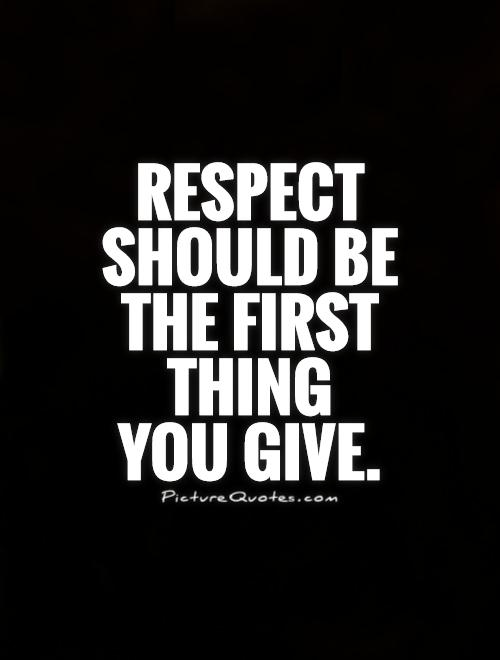 RESPECT
SHOULD BE
THE FIRST
THING
YOU GIVE.
PictureQuotes.com